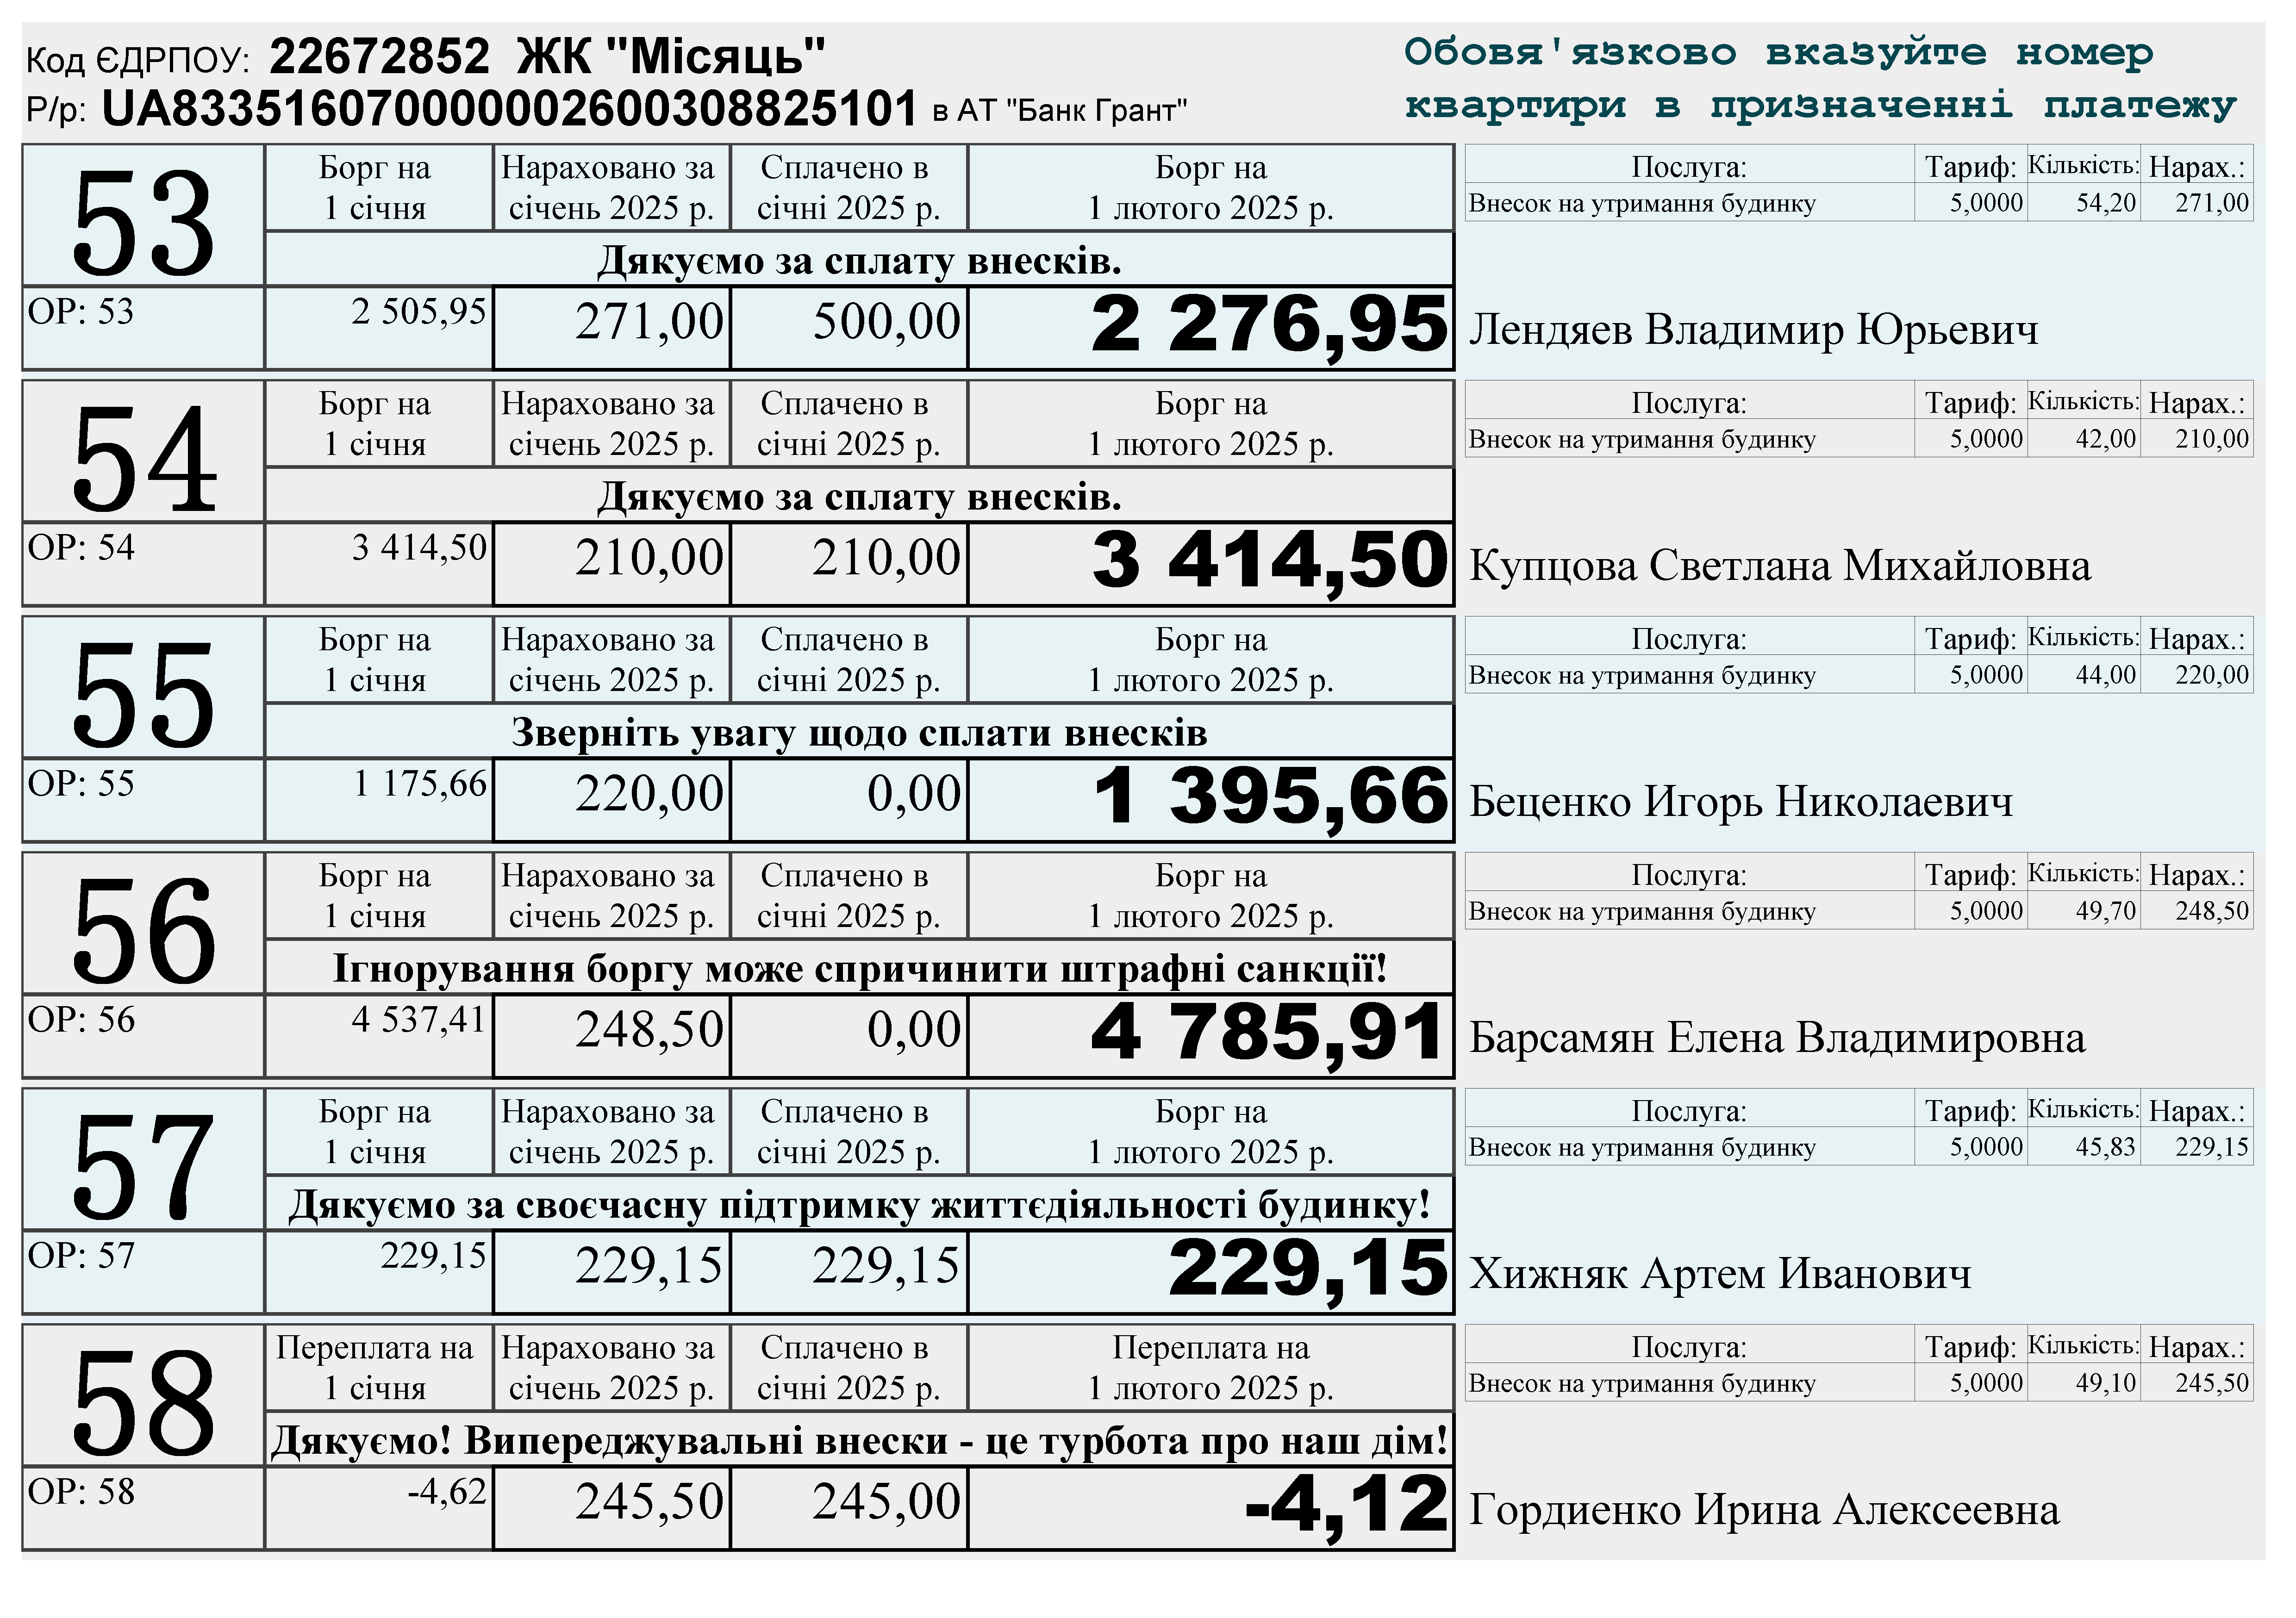 Код ЄДРПОУ: 22672852 ЖК "Місяць"
Р/р: UA833516070000002600308825101 в АТ "Банк Грант"
Обовя'язково вказуйте номер
квартири в призначенні платежу
53
Борг на
1 січня
Нараховано за
січень 2025 р.
Сплачено в
січні 2025 р.
Борг на
1 лютого 2025 р.
Дякуємо за сплату внесків.
ОР: 53 2 505,95 271,00 500,00 2 276,95
Послуга: Тариф: Кількість: Нарах.:
Внесок на утримання будинку 5,0000 54,20 271,00
Лендяев Владимир Юрьевич
54
Борг на
1 січня
Нараховано за
січень 2025 р.
Сплачено в
січні 2025 р.
Борг на
1 лютого 2025 р.
Дякуємо за сплату внесків.
ОР: 54 3 414,50 210,00 210,00 3 414,50
Послуга: Тариф: Кількість: Нарах.:
Внесок на утримання будинку 5,0000 42,00 210,00
Купцова Светлана Михайловна
55
Борг на
1 січня
Нараховано за
січень 2025 р.
Сплачено в
січні 2025 р.
Борг на
1 лютого 2025 р.
Зверніть увагу щодо сплати внесків
ОР: 55 1 175,66 220,00 0,00 1 395,66
Послуга: Тариф: Кількість: Нарах.:
Внесок на утримання будинку 5,0000 44,00 220,00
Беценко Игорь Николаевич
56
Борг на
1 січня
Нараховано за
січень 2025 р.
Сплачено в
січні 2025 р.
Борг на
1 лютого 2025 р.
Ігнорування боргу може спричинити штрафні санкції!
ОР: 56 4 537,41 248,50 0,00 4 785,91
Послуга: Тариф: Кількість: Нарах.:
Внесок на утримання будинку 5,0000 49,70 248,50
Барсамян Елена Владимировна
57
Борг на
1 січня
Нараховано за
січень 2025 р.
Сплачено в
січні 2025 р.
Борг на
1 лютого 2025 р.
Дякуємо за своєчасну підтримку життєдіяльності будинку!
ОР: 57 229,15 229,15 229,15 229,15
Послуга: Тариф: Кількість: Нарах.:
Внесок на утримання будинку 5,0000 45,83 229,15
Хижняк Артем Иванович
58
Переплата на
1 січня
Нараховано за
січень 2025 р.
Сплачено в
січні 2025 р.
Переплата на
1 лютого 2025 р.
Дякуємо! Випереджувальні внески - це турбота про наш дім!
ОР: 58 -4,62 245,50 245,00 -4,12
Послуга: Тариф: Кількість: Нарах.:
Внесок на утримання будинку 5,0000 49,10 245,50
Гордиенко Ирина Алексеевна